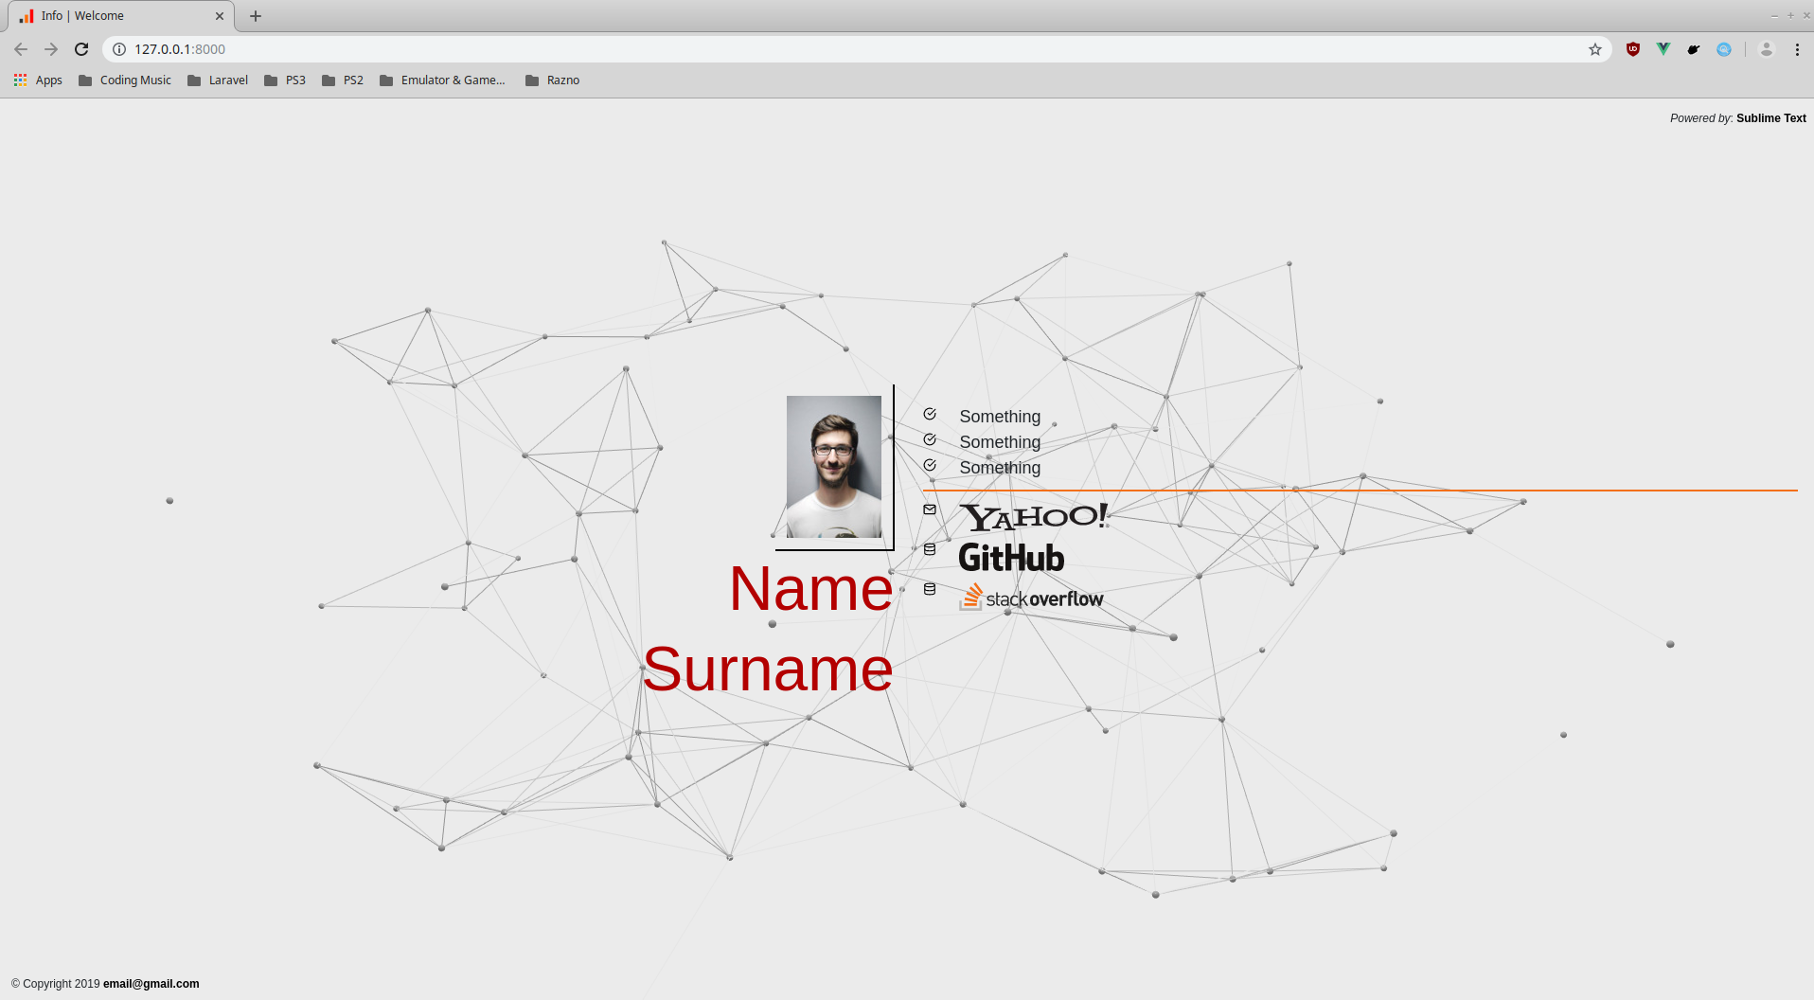 Info | Welcome
127.0.0.1:8000
Apps Coding Music Laravel PS3 PS2 Emulator & Game... Razno
Powered by: Sublime Text
Something
Something
Something
YAHOO!
GitHub
stackoverflow
Name
Surname
© Copyright 2019 email@gmail.com